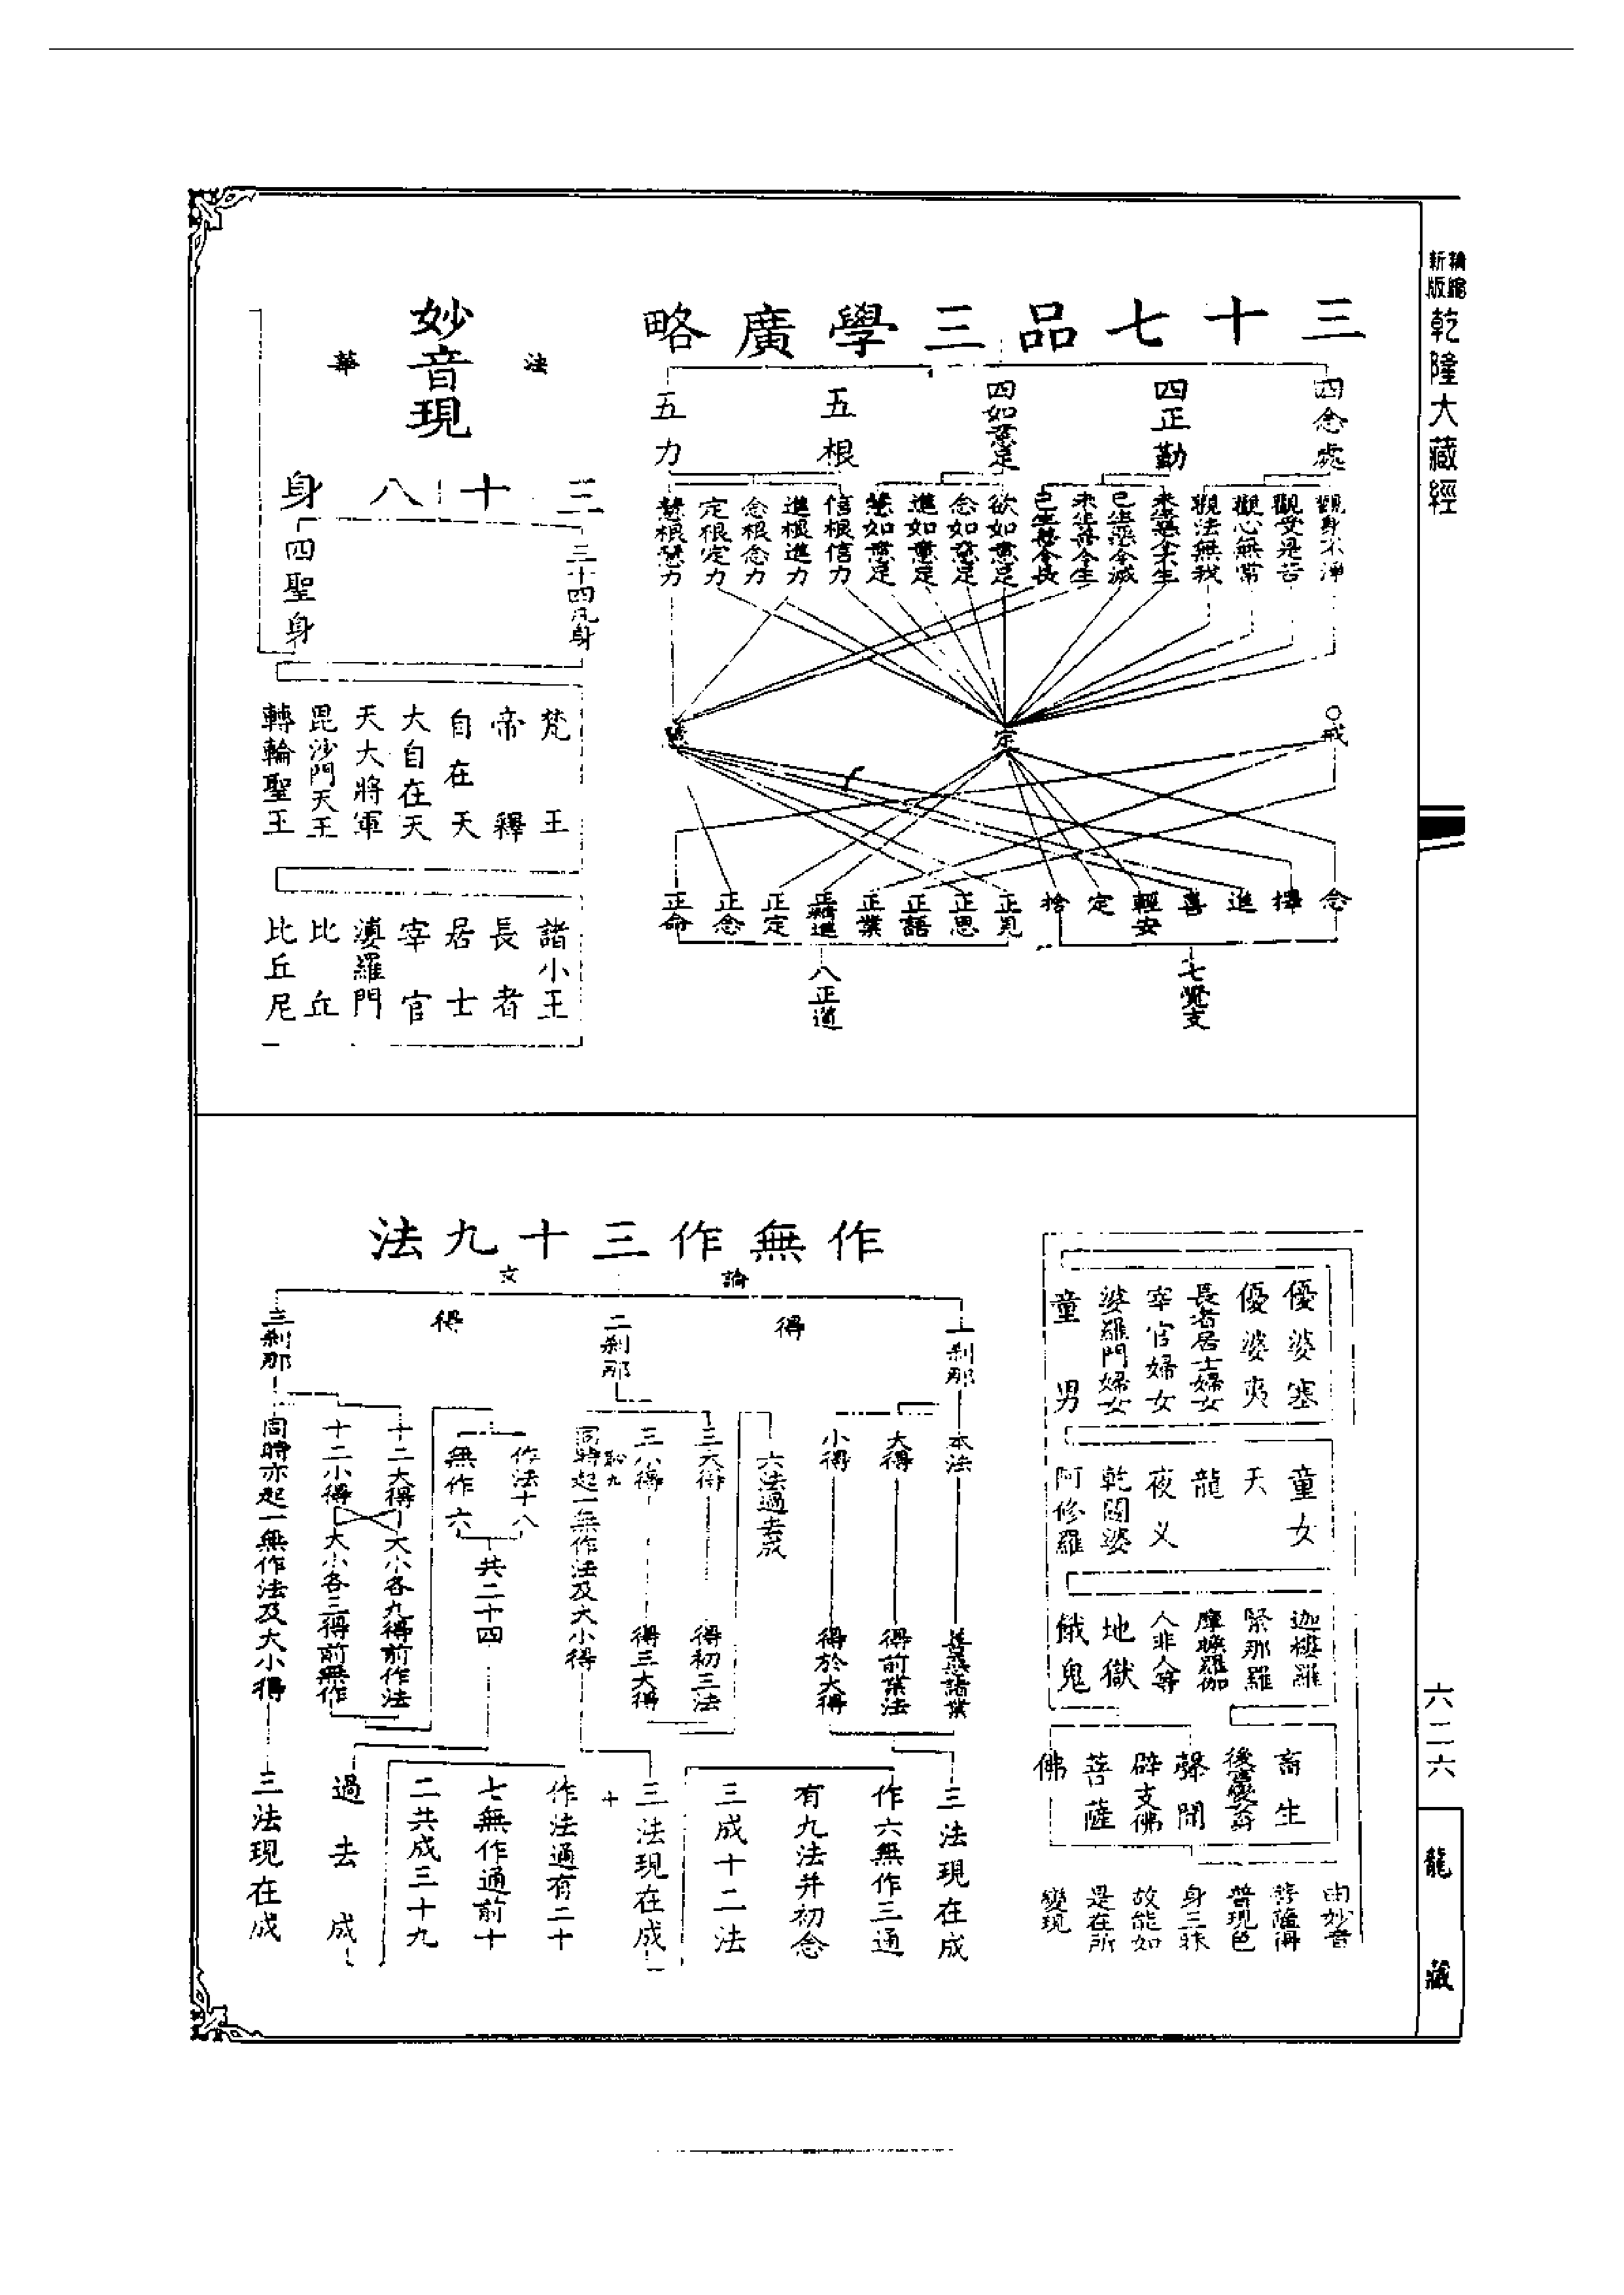 新版
精縮
乾隆大藏經
六二六
龍藏
三十七品三學廣略
四念處
四正勤
四如意足
五根
五力
觀身不淨
觀受是苦
觀心無常
觀法無我
未生惡令不生
已生惡令滅
未生善令生
已生善令長
欲如意足
念如意足
進如意足
慧如意足
信根信力
進根進力
念根念力
定根定力
慧根慧力
戒
定
慧
念
擇
進
喜
輕安
定
捨
正見
正思
正語
正業
正精進
正定
正念
正命
七覺支
八正道
妙音現
法華
三十八身
三十四凡身
四聖身
梵王
帝釋
自在天
大自在天
天大將軍
毘沙門天王
轉輪聖王
諸小王
長者
居士
宰官
婆羅門
比丘
比丘尼
優婆塞
優婆夷
長者居士婦女
宰官婦女
婆羅門婦女
童男
童女
天
龍
夜义
乾闥婆
阿修羅
迦樓羅
緊那羅
摩睺羅伽
人非人等
地獄
餓鬼
畜生
後宮變女
聲聞
辟支佛
菩薩
佛
由妙音
菩薩得
普現色
身三昧
故能如
是在所
變現
作無作三十九法
論文
一剎那
得
二剎那
得
三剎那
本法
大得
小得
善惡諸業
得前業法
得於大得
三法現在成
六法過去成
三大得
三小得
得初三法
得三大得
同時起一無作法及大小得
作六無作三通
有九法并初念
三成十二法
三法現在成
作法十八
無作六
共二十四
十二大得
十二小得
大小各九得前作法
大小各三得前無作
同時亦起一無作法及大小得
作法通有二十
七無作通前十
二共成三十九
過去成
三法現在成